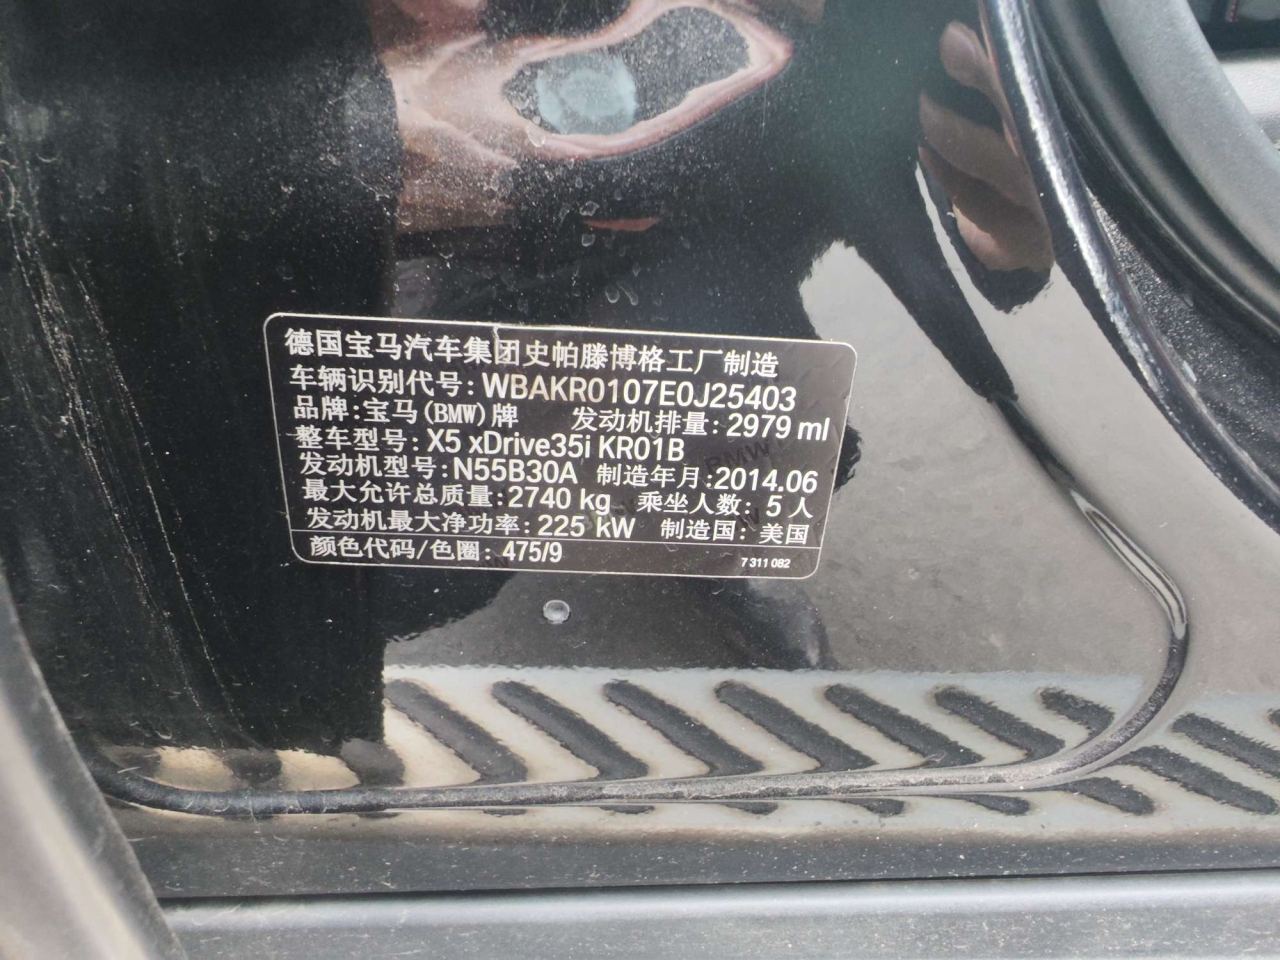 德国宝马汽车集团史帕滕博格工厂制造
车辆识别代号: WBAKR0107E0J25403
品牌: 宝马(BMW)牌 发动机排量: 2979 ml
整车型号: X5 xDrive35i KR01B
发动机型号: N55B30A 制造年月: 2014.06
最大允许总质量: 2740 kg 乘坐人数: 5 人
发动机最大净功率: 225 kW 制造国: 美国
颜色代码/色圈: 475/9 7 311 082